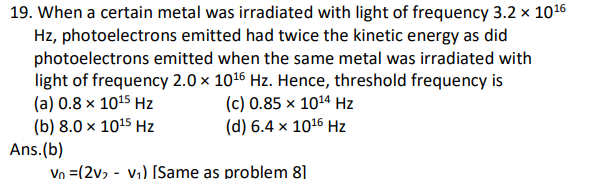 19. When a certain metal was irradiated with light of frequency 3.2 × 10¹⁶
Hz, photoelectrons emitted had twice the kinetic energy as did
photoelectrons emitted when the same metal was irradiated with
light of frequency 2.0 × 10¹⁶ Hz. Hence, threshold frequency is
(a) 0.8 × 10¹⁵ Hz (c) 0.85 × 10¹⁴ Hz
(b) 8.0 × 10¹⁵ Hz (d) 6.4 × 10¹⁶ Hz
Ans.(b)
ν₀ =(2ν₂ - ν₁) [Same as problem 8]